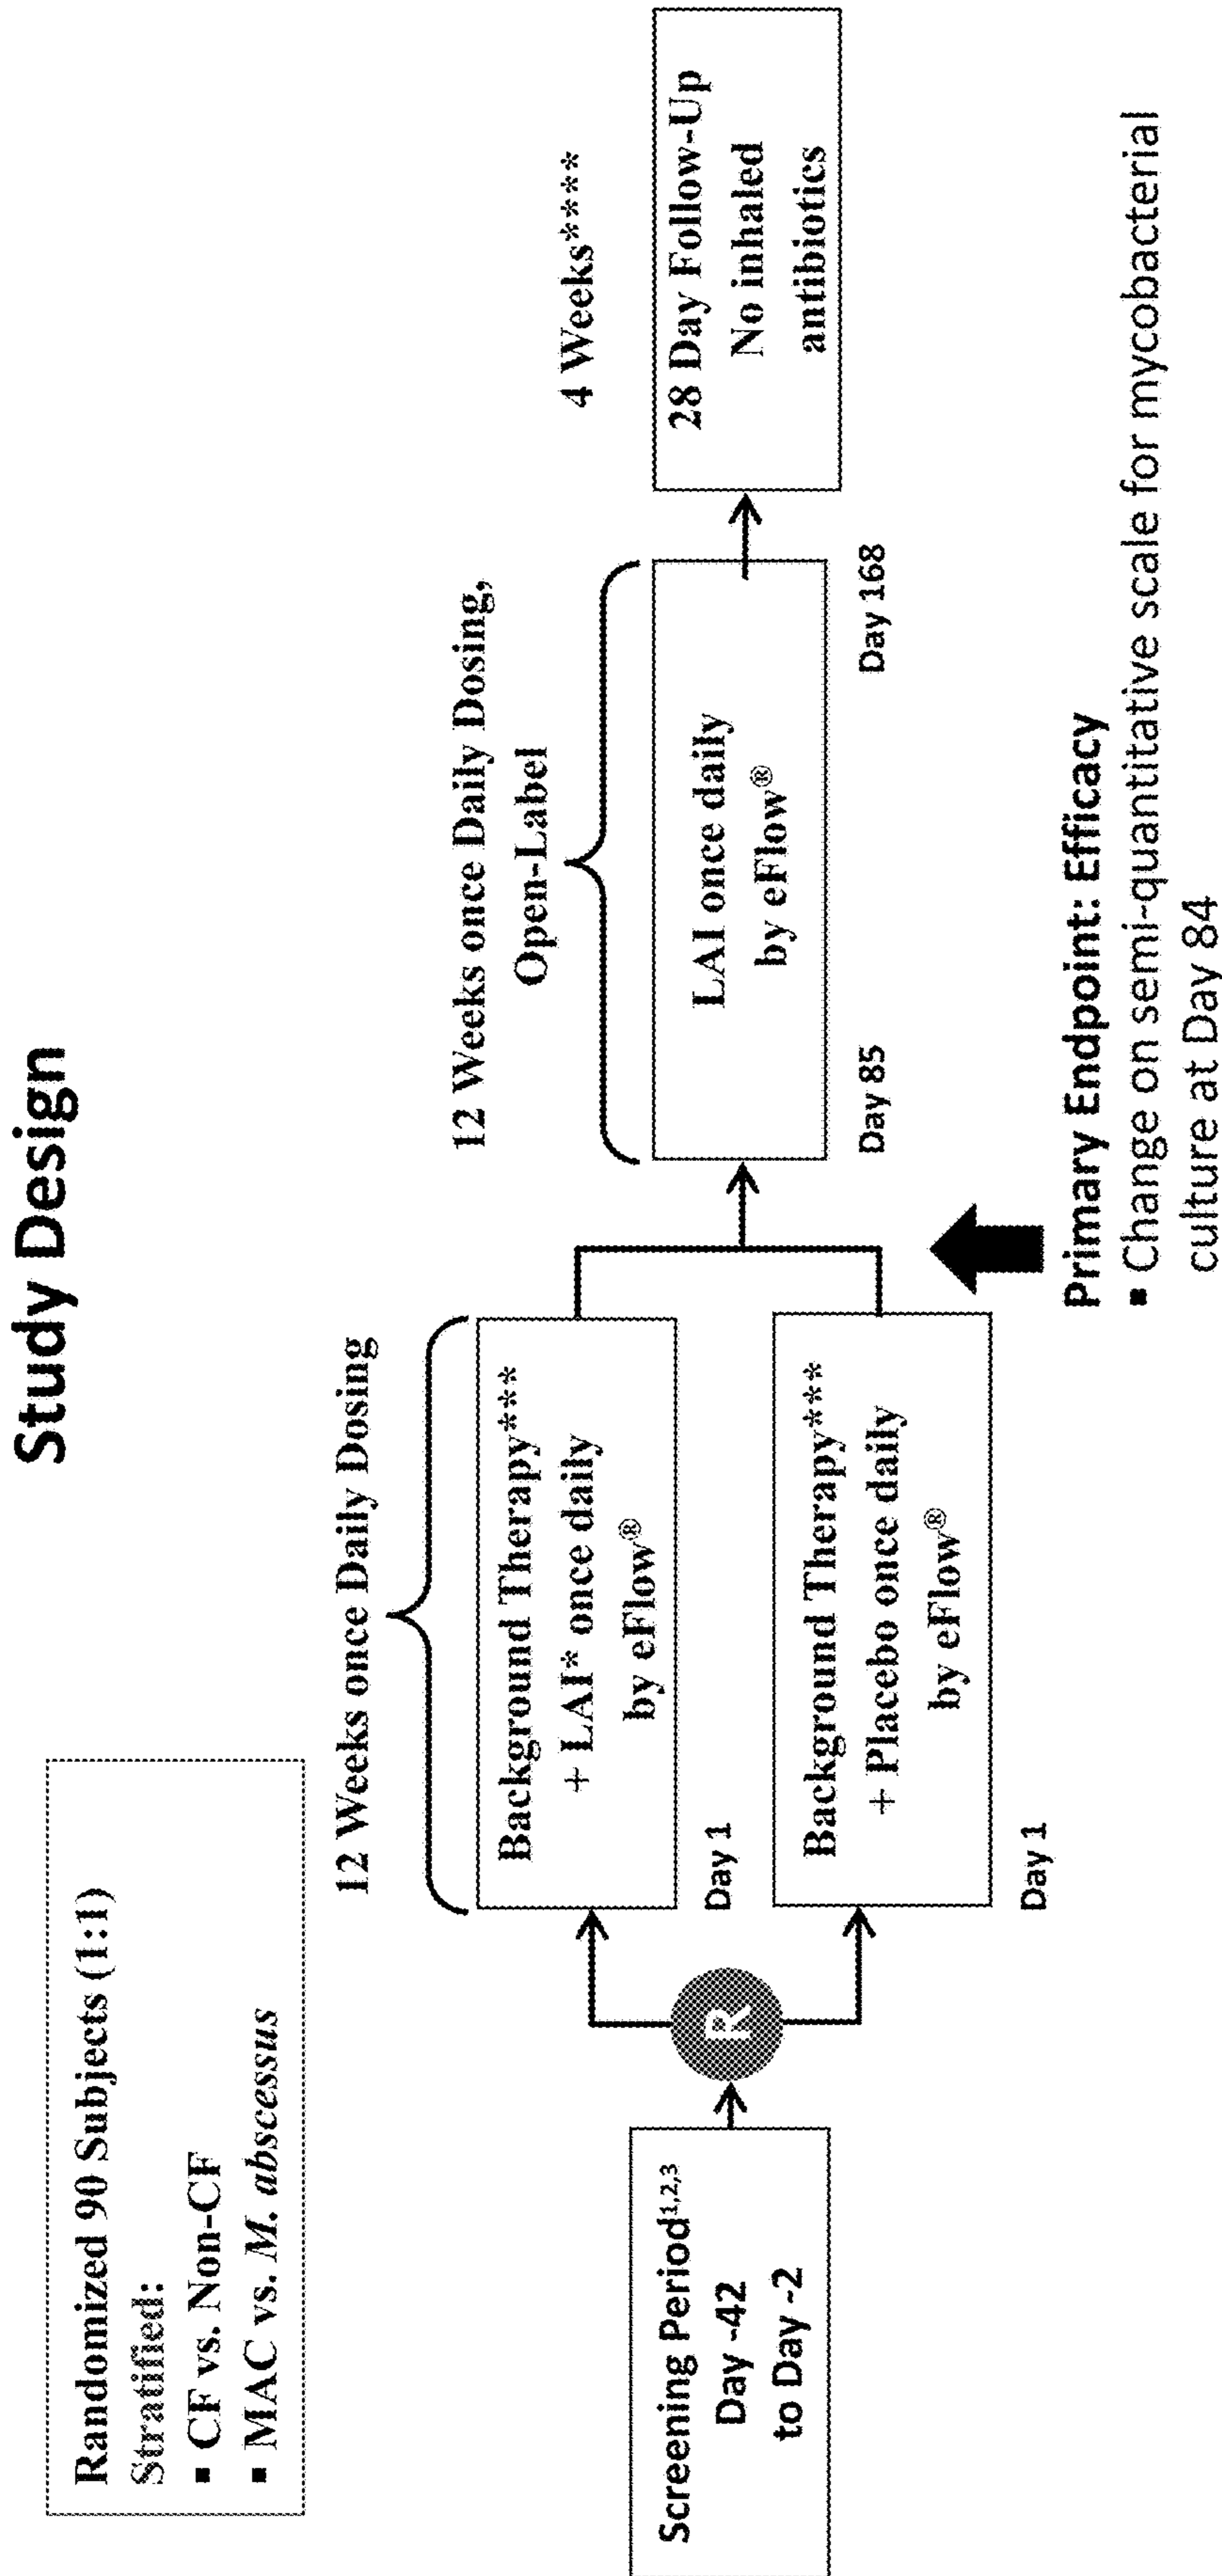 Study Design
Randomized 90 Subjects (1:1)
Stratified:
▪ CF vs. Non-CF
▪ MAC vs. M. abscessus
Screening Period1,2,3
Day -42
to Day -2
R
12 Weeks once Daily Dosing
Background Therapy***
+ LAI* once daily
by eFlow®
Day 1
Background Therapy***
+ Placebo once daily
by eFlow®
Day 1
12 Weeks once Daily Dosing,
Open-Label
LAI once daily
by eFlow®
Day 85
Day 168
4 Weeks****
28 Day Follow-Up
No inhaled
antibiotics
Primary Endpoint: Efficacy
▪ Change on semi-quantitative scale for mycobacterial
culture at Day 84